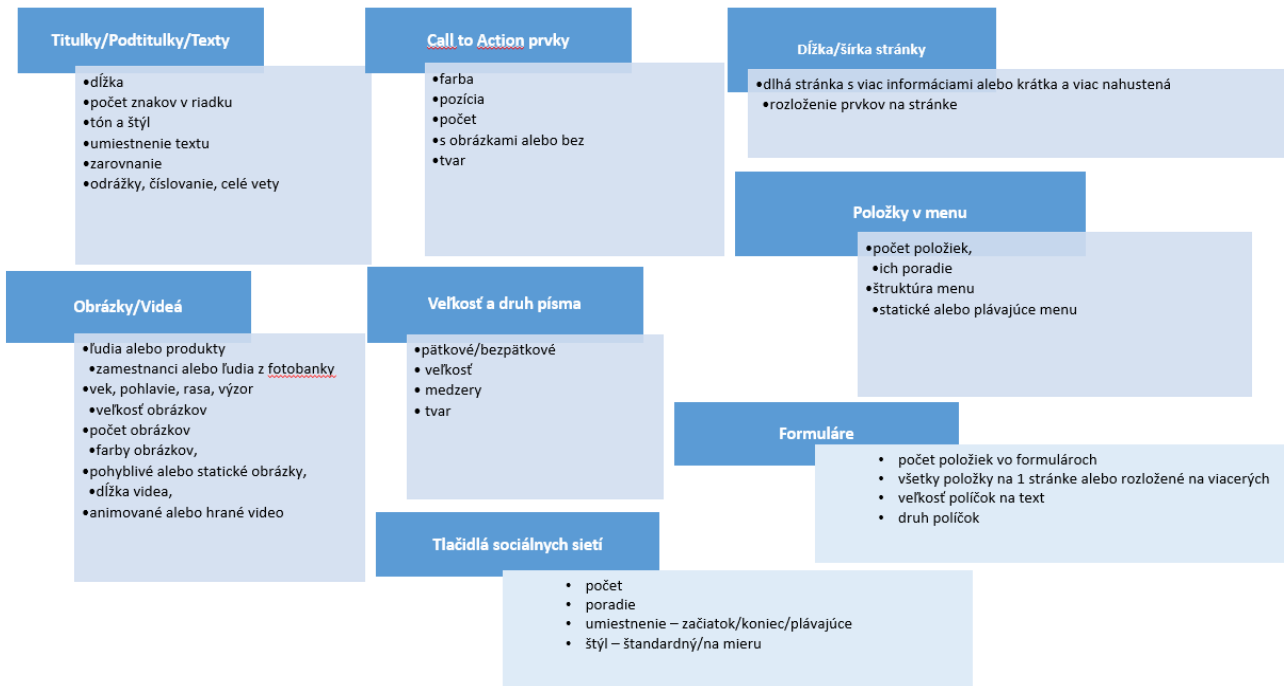 Titulky/Podtitulky/Texty
•dĺžka
•počet znakov v riadku
•tón a štýl
•umiestnenie textu
•zarovnanie
•odrážky, číslovanie, celé vety
Call to Action prvky
•farba
•pozícia
•počet
•s obrázkami alebo bez
•tvar
Dĺžka/šírka stránky
•dlhá stránka s viac informáciami alebo krátka a viac nahustená
•rozloženie prvkov na stránke
Položky v menu
•počet položiek,
•ich poradie
•štruktúra menu
•statické alebo plávajúce menu
Obrázky/Videá
•ľudia alebo produkty
•zamestnanci alebo ľudia z fotobanky
•vek, pohlavie, rasa, výzor
•veľkosť obrázkov
•počet obrázkov
•farby obrázkov,
•pohyblivé alebo statické obrázky,
•dĺžka videa,
•animované alebo hrané video
Veľkosť a druh písma
•pätkové/bezpätkové
• veľkosť
• medzery
• tvar
Formuláre
• počet položiek vo formulároch
• všetky položky na 1 stránke alebo rozložené na viacerých
• veľkosť políčok na text
• druh políčok
Tlačidlá sociálnych sietí
• počet
• poradie
• umiestnenie – začiatok/koniec/plávajúce
• štýl – štandardný/na mieru